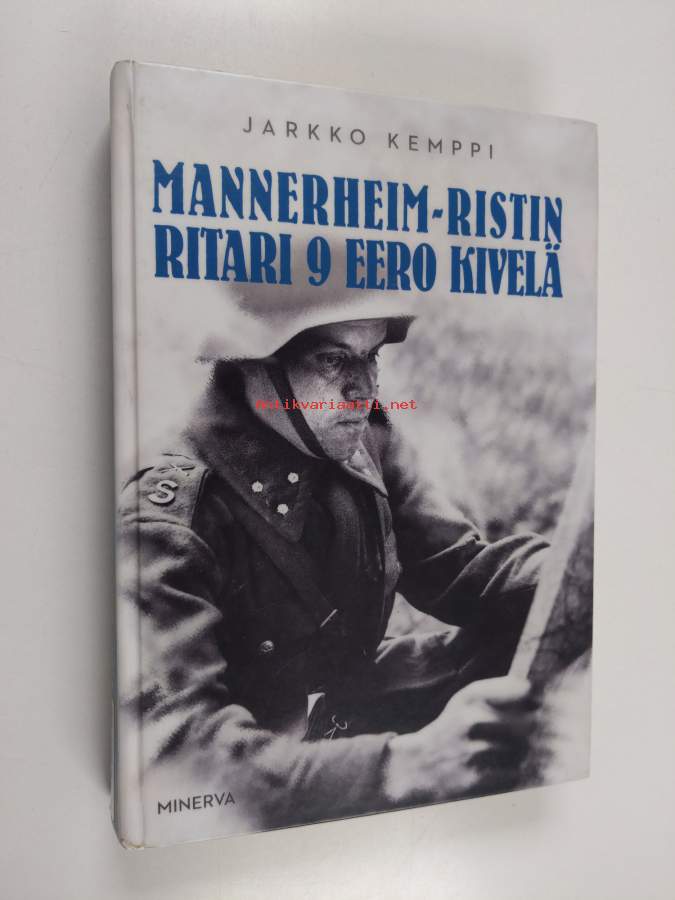 JARKKO KEMPPI
MANNERHEIM-RISTIN
RITARI 9 EERO KIVELÄ
Antikvariaatti.net
S
MINERVA